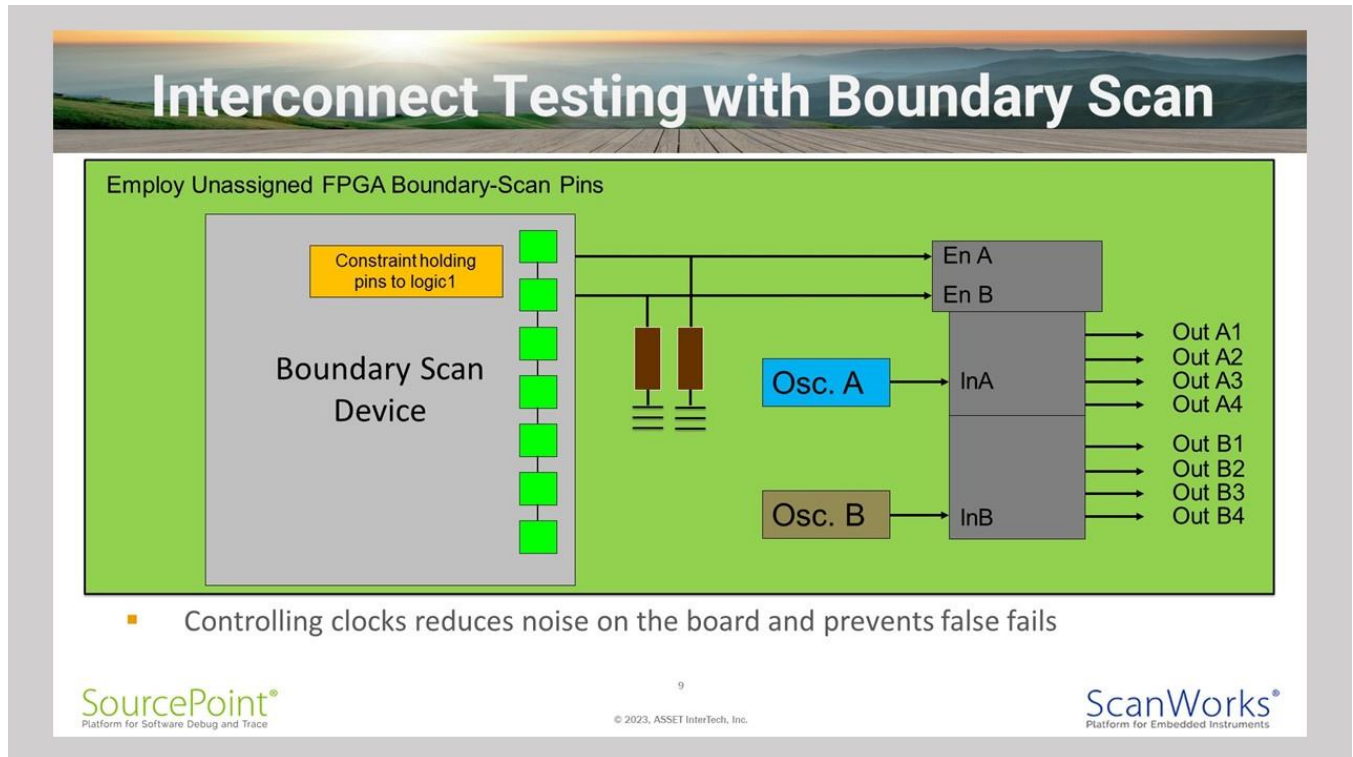 Interconnect Testing with Boundary Scan
Employ Unassigned FPGA Boundary-Scan Pins
Constraint holding
pins to logic1
Boundary Scan
Device
En A
En B
Osc. A
InA
Out A1
Out A2
Out A3
Out A4
Osc. B
InB
Out B1
Out B2
Out B3
Out B4
▪ Controlling clocks reduces noise on the board and prevents false fails
SourcePoint®
Platform for Software Debug and Trace
9
© 2023, ASSET InterTech, Inc.
ScanWorks®
Platform for Embedded Instruments